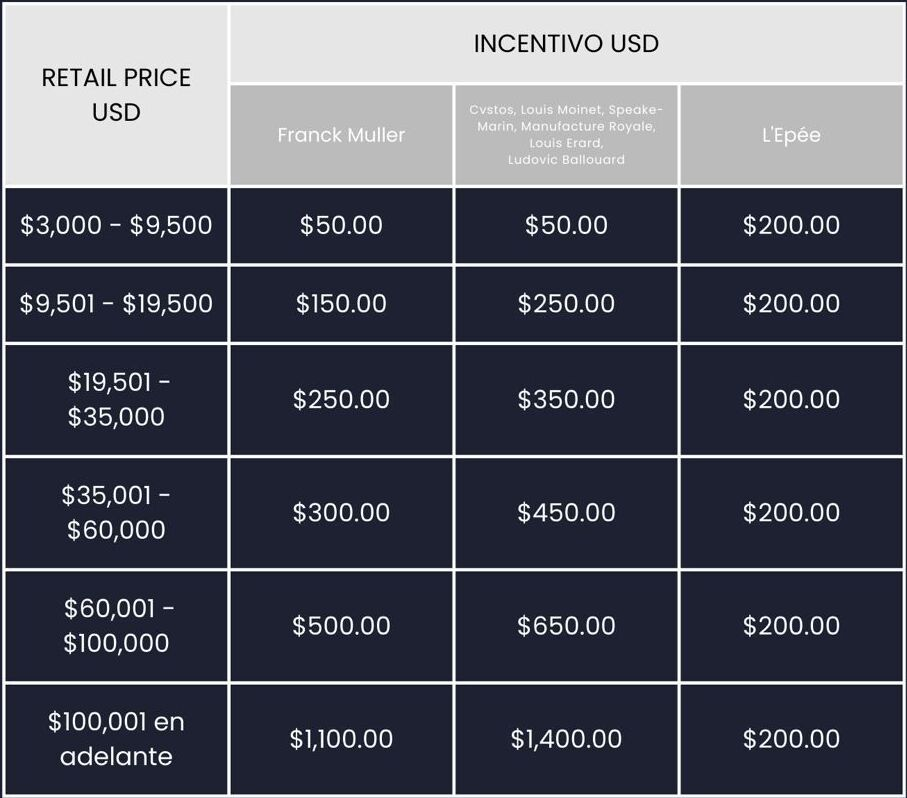 RETAIL PRICE
USD
INCENTIVO USD
Franck Muller
Cvstos, Louis Moinet, Speake-
Marin, Manufacture Royale,
Louis Erard,
Ludovic Ballouard
L'Epée
$3,000 - $9,500
$50.00
$50.00
$200.00
$9,501 - $19,500
$150.00
$250.00
$200.00
$19,501 -
$35,000
$250.00
$350.00
$200.00
$35,001 -
$60,000
$300.00
$450.00
$200.00
$60,001 -
$100,000
$500.00
$650.00
$200.00
$100,001 en
adelante
$1,100.00
$1,400.00
$200.00